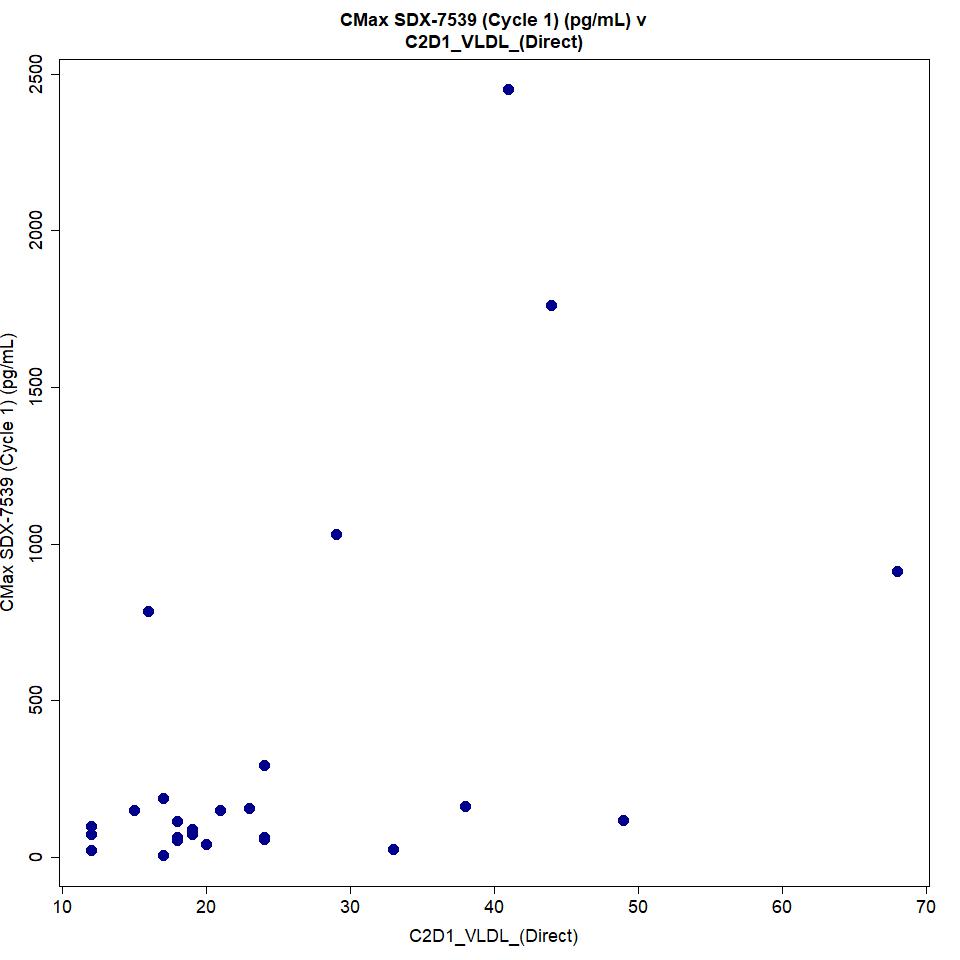 CMax SDX-7539 (Cycle 1) (pg/mL) v
C2D1_VLDL_(Direct)
2500
2000
1500
1000
500
0
CMax SDX-7539 (Cycle 1) (pg/mL)
10 20 30 40 50 60 70
C2D1_VLDL_(Direct)